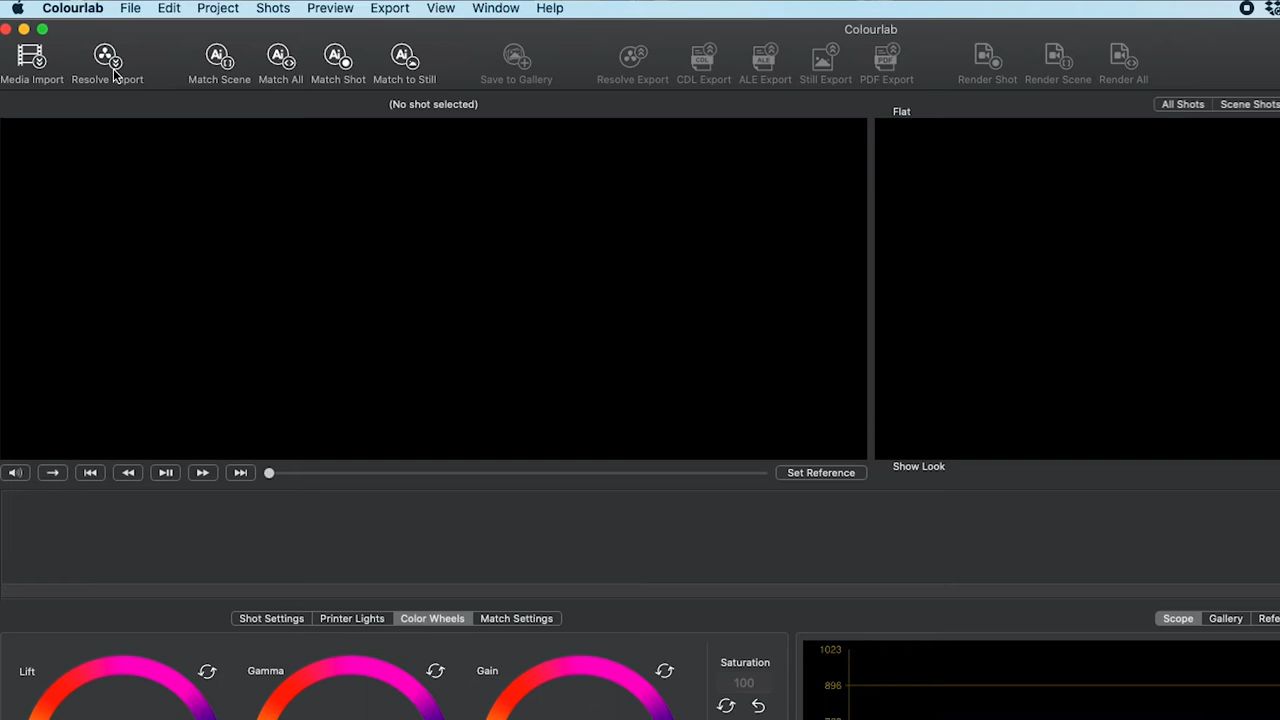 Colourlab File Edit Project Shots Preview Export View Window Help
Colourlab
Media Import Resolve Import Match Scene Match All Match Shot Match to Still Save to Gallery Resolve Export CDL Export ALE Export Still Export PDF Export Render Shot Render Scene Render All
(No shot selected)
All Shots Scene Shots
Flat
Set Reference
Show Look
Shot Settings Printer Lights Color Wheels Match Settings
Scope Gallery Refe
Lift Gamma Gain
Saturation
100
1023
896